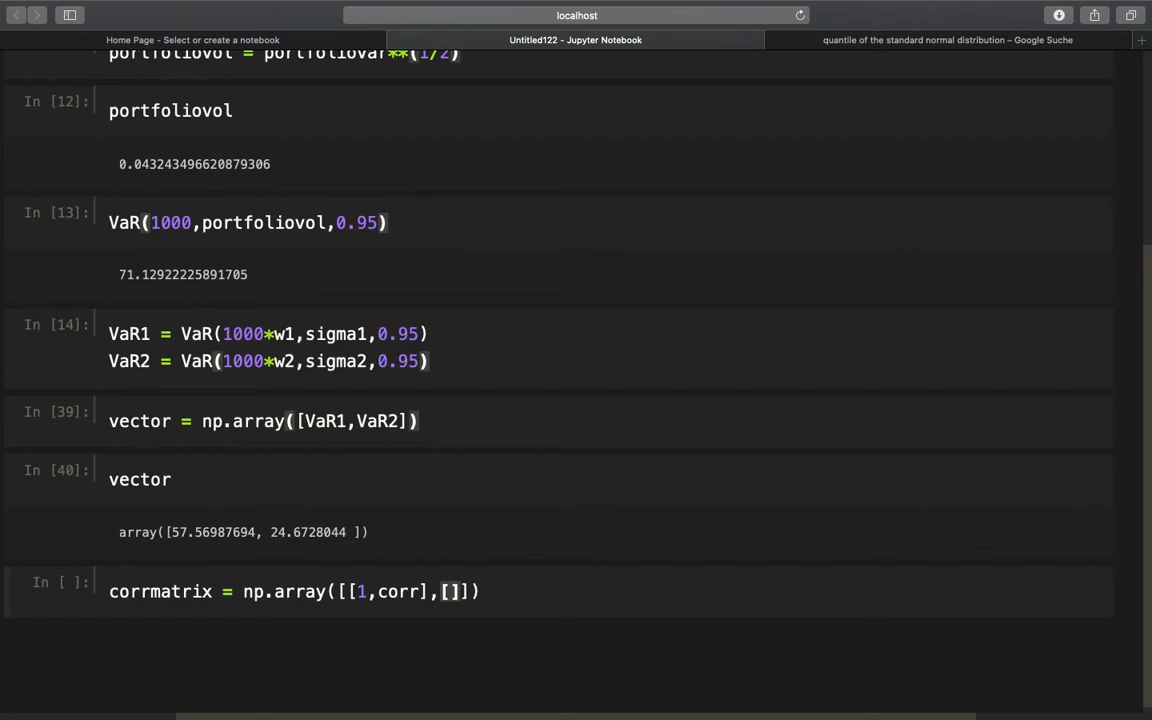 localhost
Home Page - Select or create a notebook
Untitled122 - Jupyter Notebook
quantile of the standard normal distribution – Google Suche
portfoliovol = portfoliovar**(1/2)
In [12]:
portfoliovol
0.043243496620879306
In [13]:
VaR(1000,portfoliovol,0.95)
71.12922225891705
In [14]:
VaR1 = VaR(1000*w1,sigma1,0.95)
VaR2 = VaR(1000*w2,sigma2,0.95)
In [39]:
vector = np.array([VaR1,VaR2])
In [40]:
vector
array([57.56987694, 24.6728044 ])
In [ ]:
corrmatrix = np.array([[1,corr],[]])